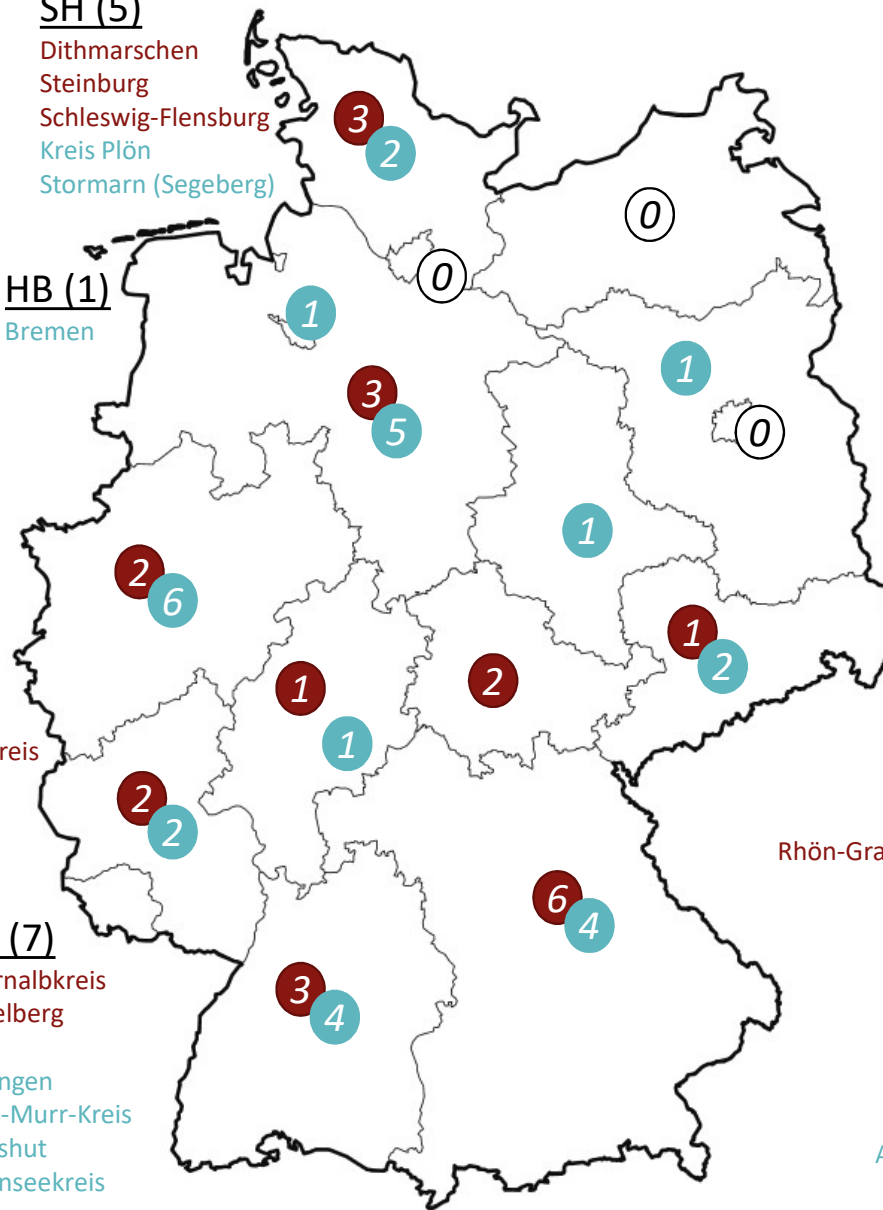 SH (5)
Dithmarschen
Steinburg
Schleswig-Flensburg
Kreis Plön
Stormarn (Segeberg)
3
2
0
0
HB (1)
Bremen
1
3
5
1
0
1
2
6
1
2
1
1
2
reis
2
2
Rhön-Gra
6
4
(7)
rnalbkreis
elberg
3
4
ngen
-Murr-Kreis
shut
nseekreis
A